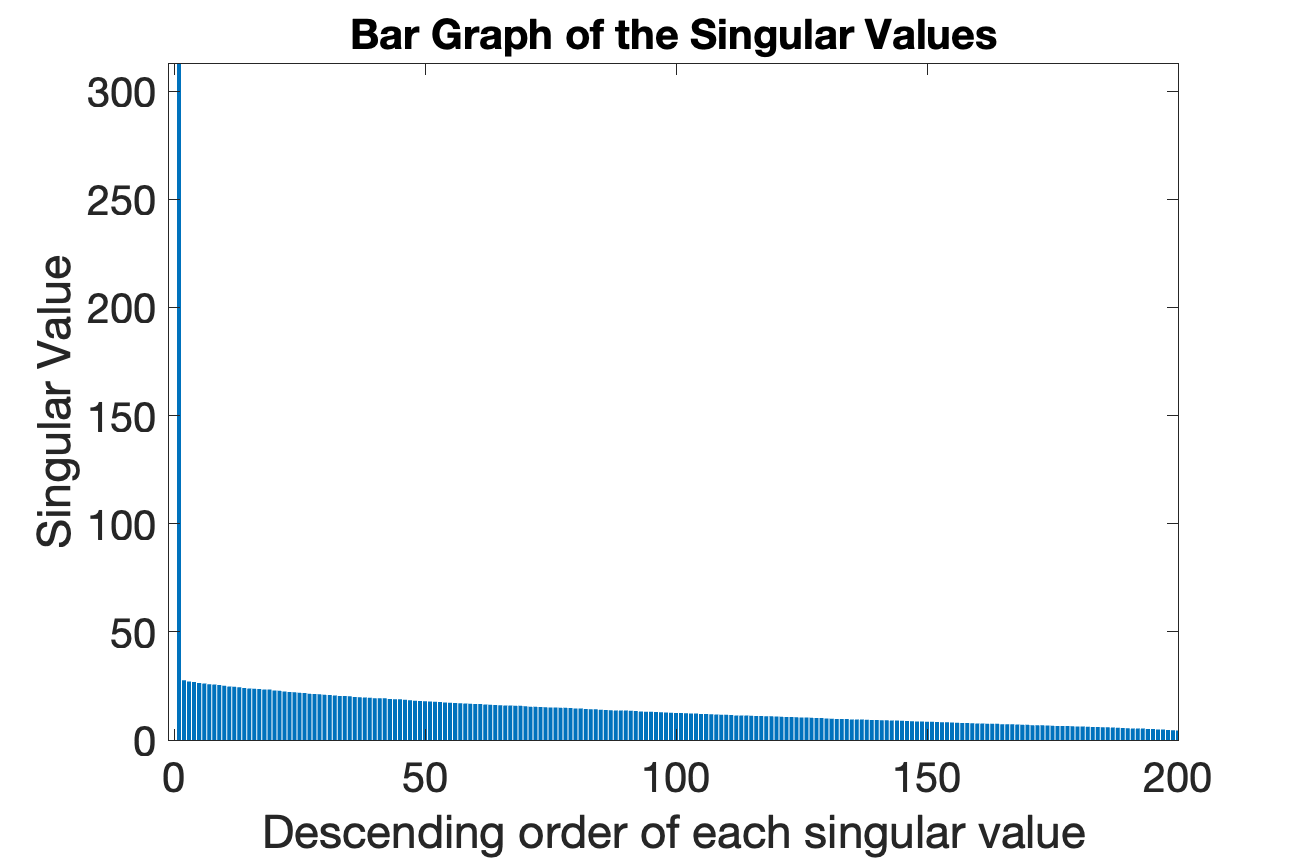 Bar Graph of the Singular Values
300
250
200
150
100
50
0
Singular Value
0 50 100 150 200
Descending order of each singular value